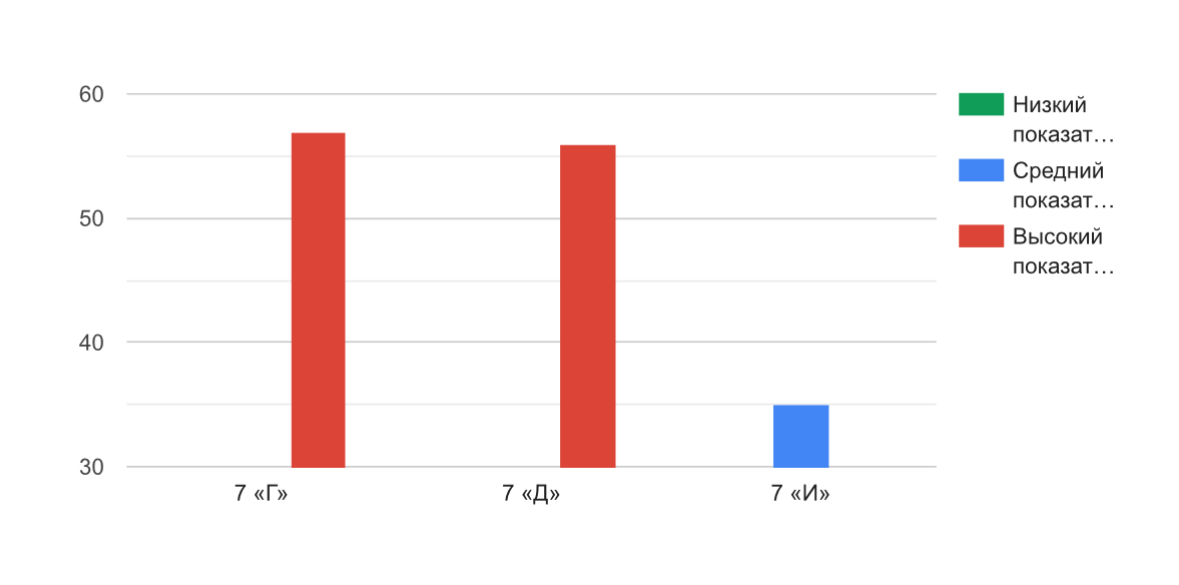 60
50
40
30
7 «Г»
7 «Д»
7 «И»
Низкий
показат…
Средний
показат…
Высокий
показат…